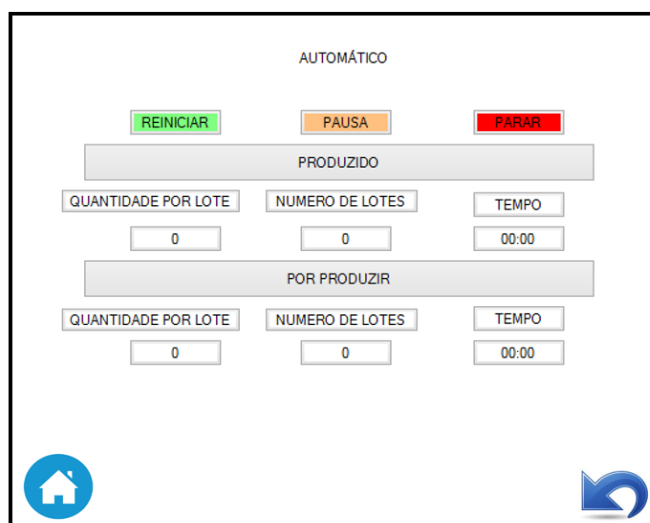 AUTOMÁTICO
REINICIAR PAUSA PARAR
PRODUZIDO
QUANTIDADE POR LOTE NUMERO DE LOTES TEMPO
0 0 00:00
POR PRODUZIR
QUANTIDADE POR LOTE NUMERO DE LOTES TEMPO
0 0 00:00